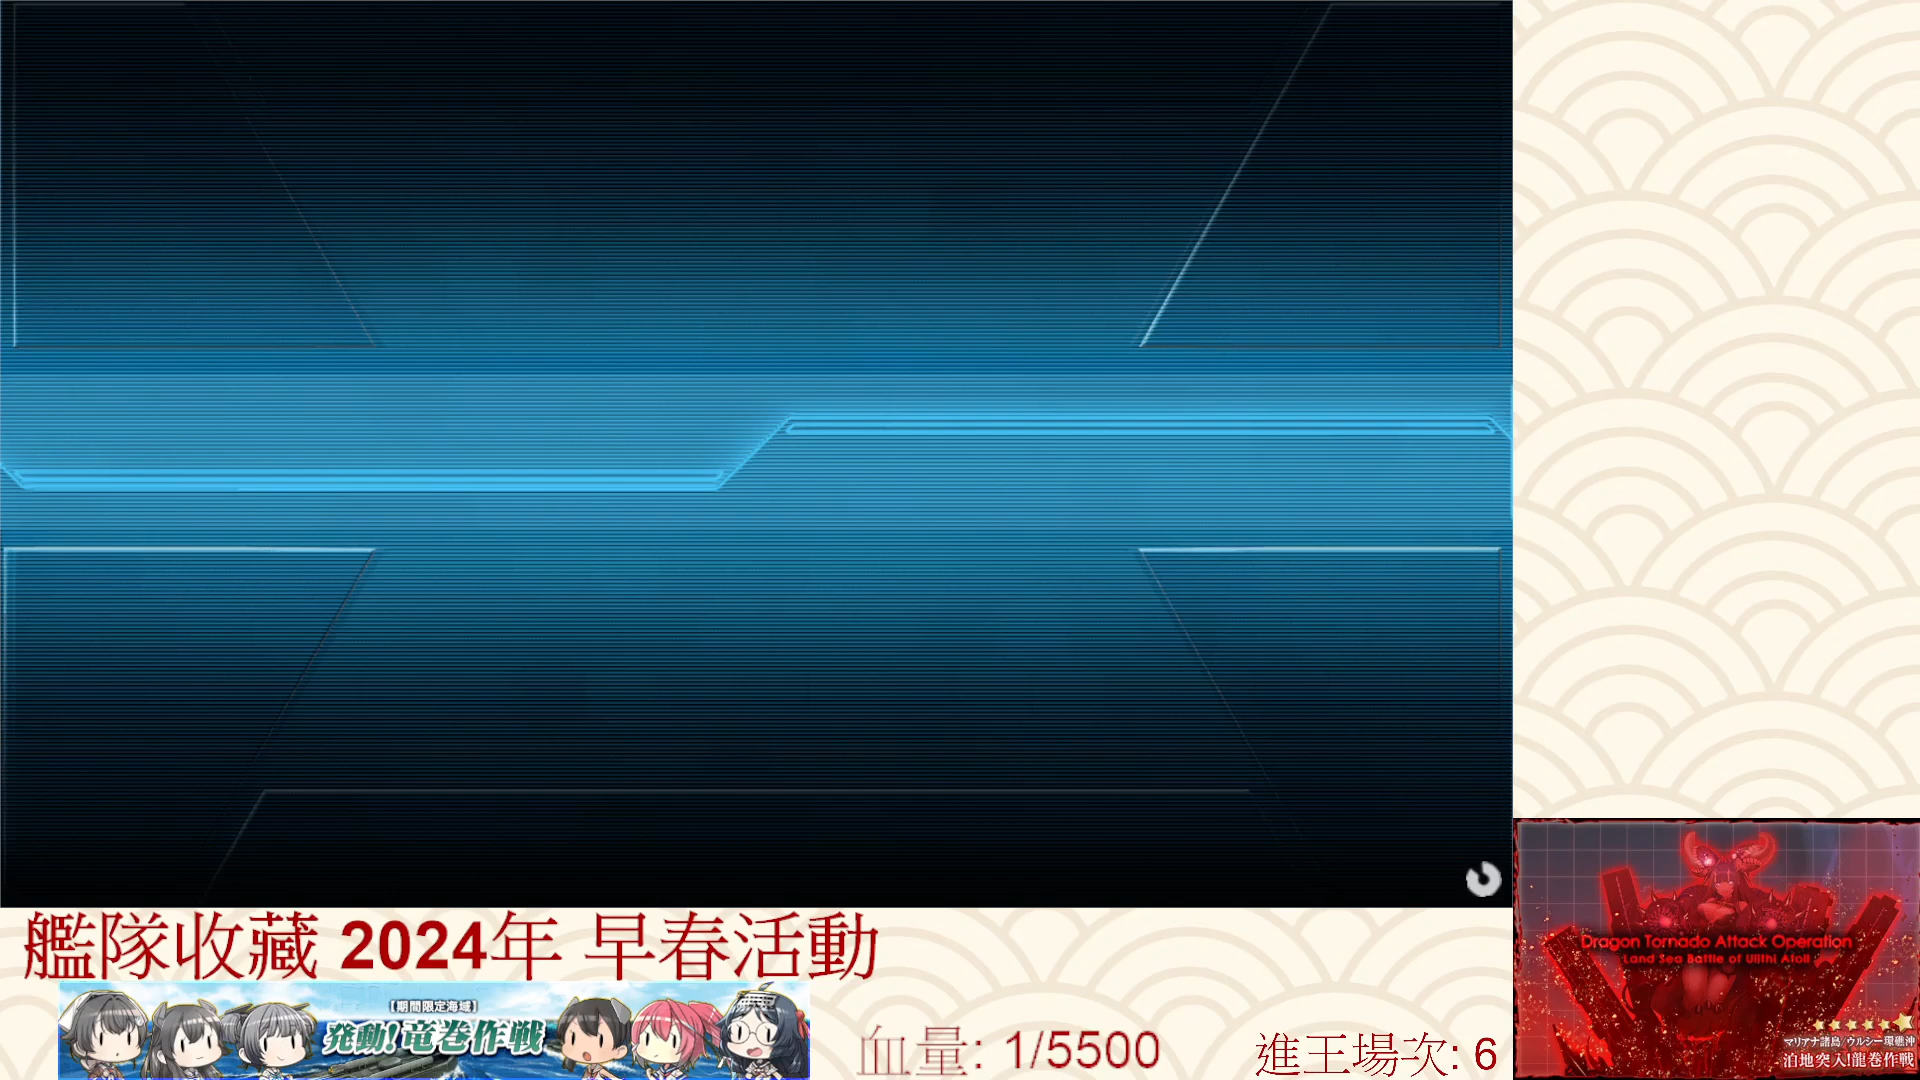 艦隊收藏 2024年 早春活動
【期間限定海域】
発動!竜巻作戦
血量: 1/5500
進王場次: 6
Dragon Tornado Attack Operation
Land Sea Battle of Ulithi Atoll
マリアナ諸島/ウルシー環礁沖
泊地突入!龍巻作戦